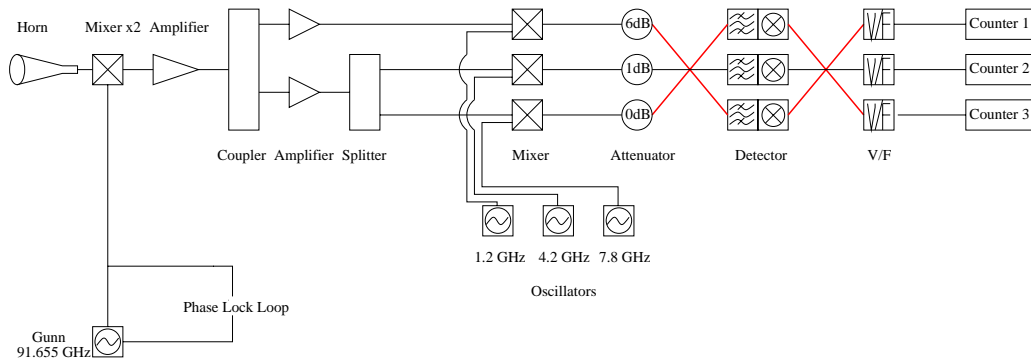 Horn
Mixer x2
Amplifier
6dB
Counter 1
1dB
Counter 2
0dB
Counter 3
Coupler
Amplifier
Splitter
Mixer
Attenuator
Detector
V/F
1.2 GHz
4.2 GHz
7.8 GHz
Oscillators
Phase Lock Loop
Gunn
91.655 GHz